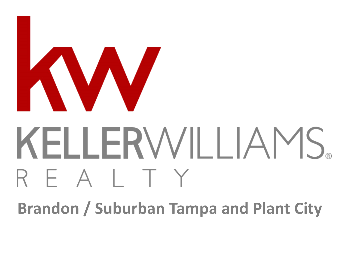 kw
KELLERWILLIAMS®
REALTY
Brandon / Suburban Tampa and Plant City